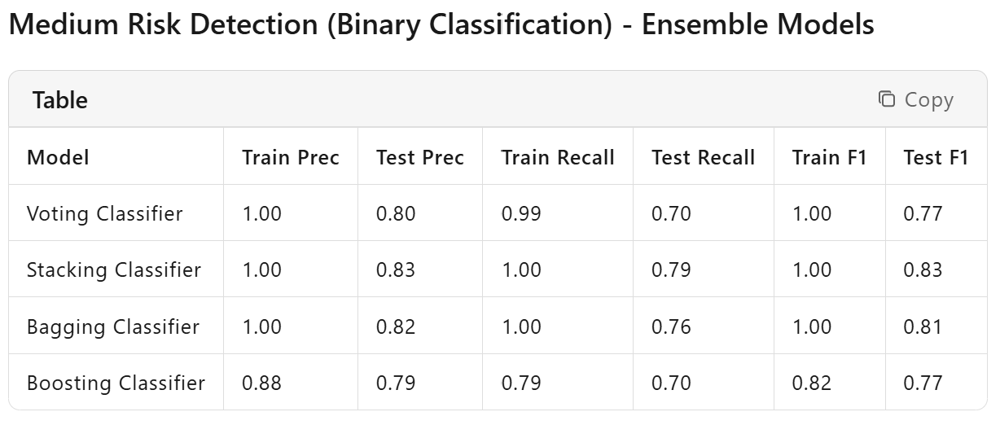 Medium Risk Detection (Binary Classification) - Ensemble Models
Table Copy
Model Train Prec Test Prec Train Recall Test Recall Train F1 Test F1
Voting Classifier 1.00 0.80 0.99 0.70 1.00 0.77
Stacking Classifier 1.00 0.83 1.00 0.79 1.00 0.83
Bagging Classifier 1.00 0.82 1.00 0.76 1.00 0.81
Boosting Classifier 0.88 0.79 0.79 0.70 0.82 0.77